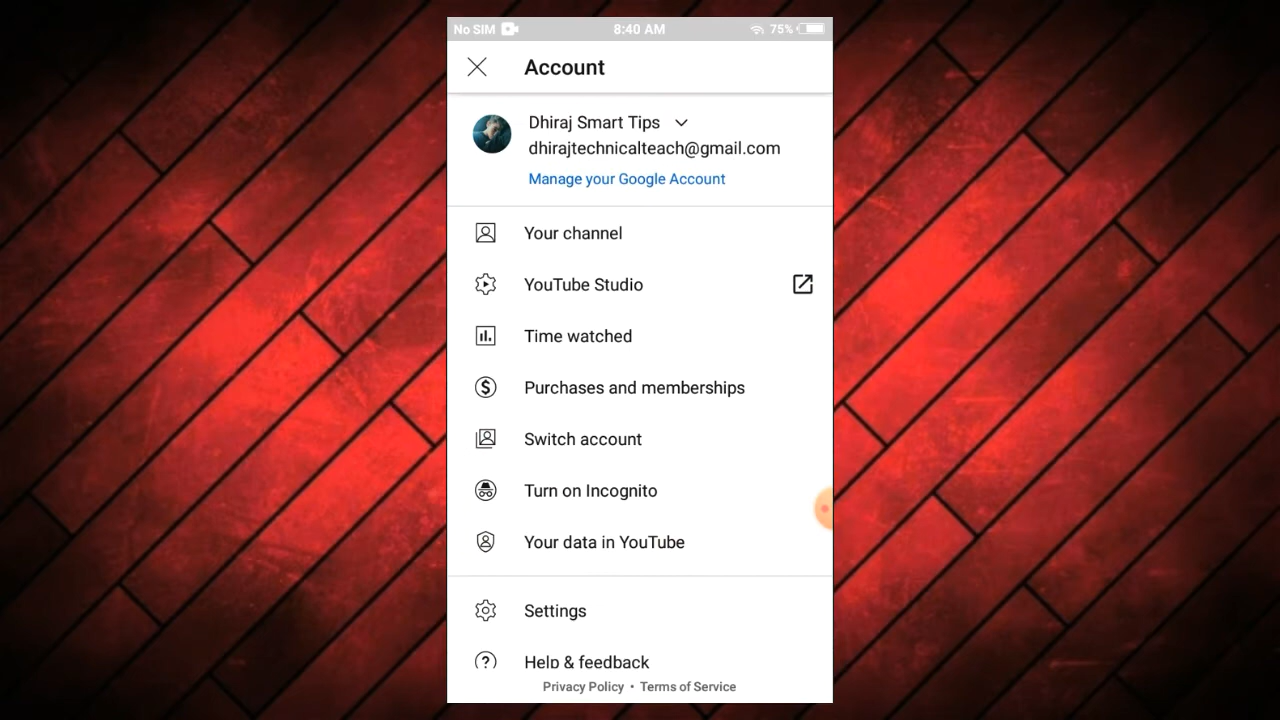 No SIM 8:40 AM 75%
Account
Dhiraj Smart Tips
dhirajtechnicalteach@gmail.com
Manage your Google Account
Your channel
YouTube Studio
Time watched
Purchases and memberships
Switch account
Turn on Incognito
Your data in YouTube
Settings
Help & feedback
Privacy Policy • Terms of Service